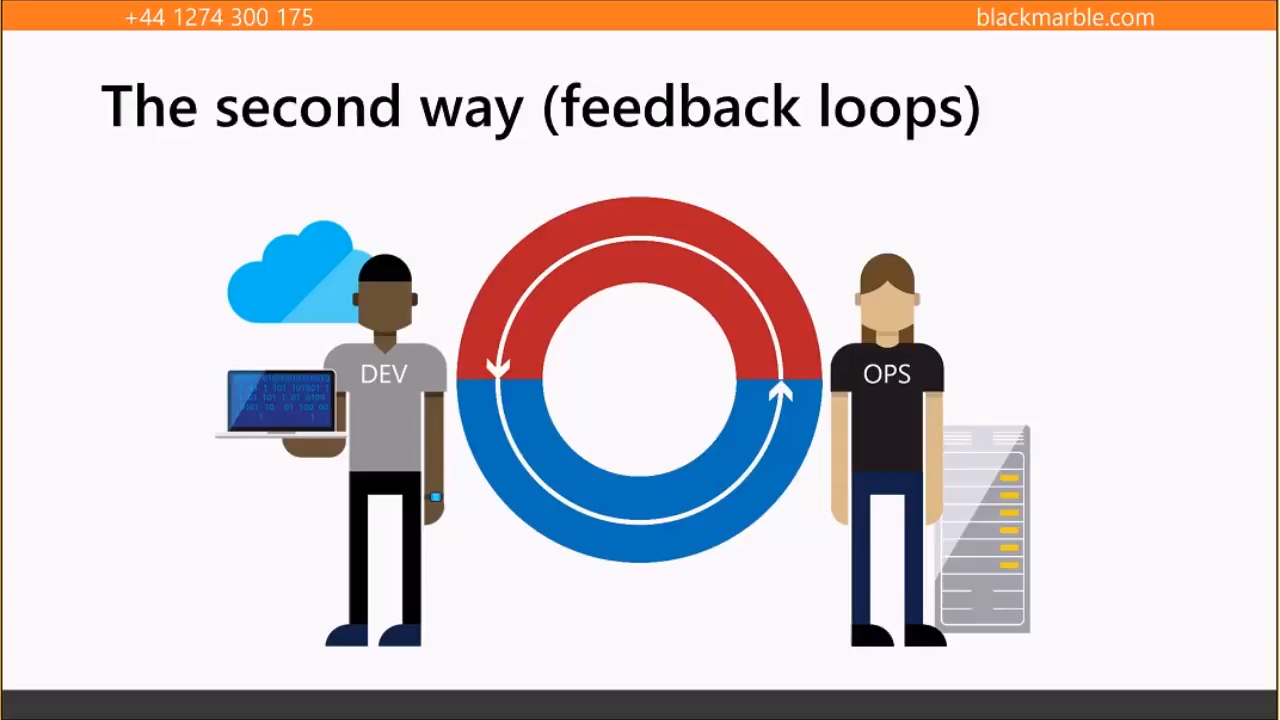 +44 1274 300 175
blackmarble.com
The second way (feedback loops)
DEV
OPS